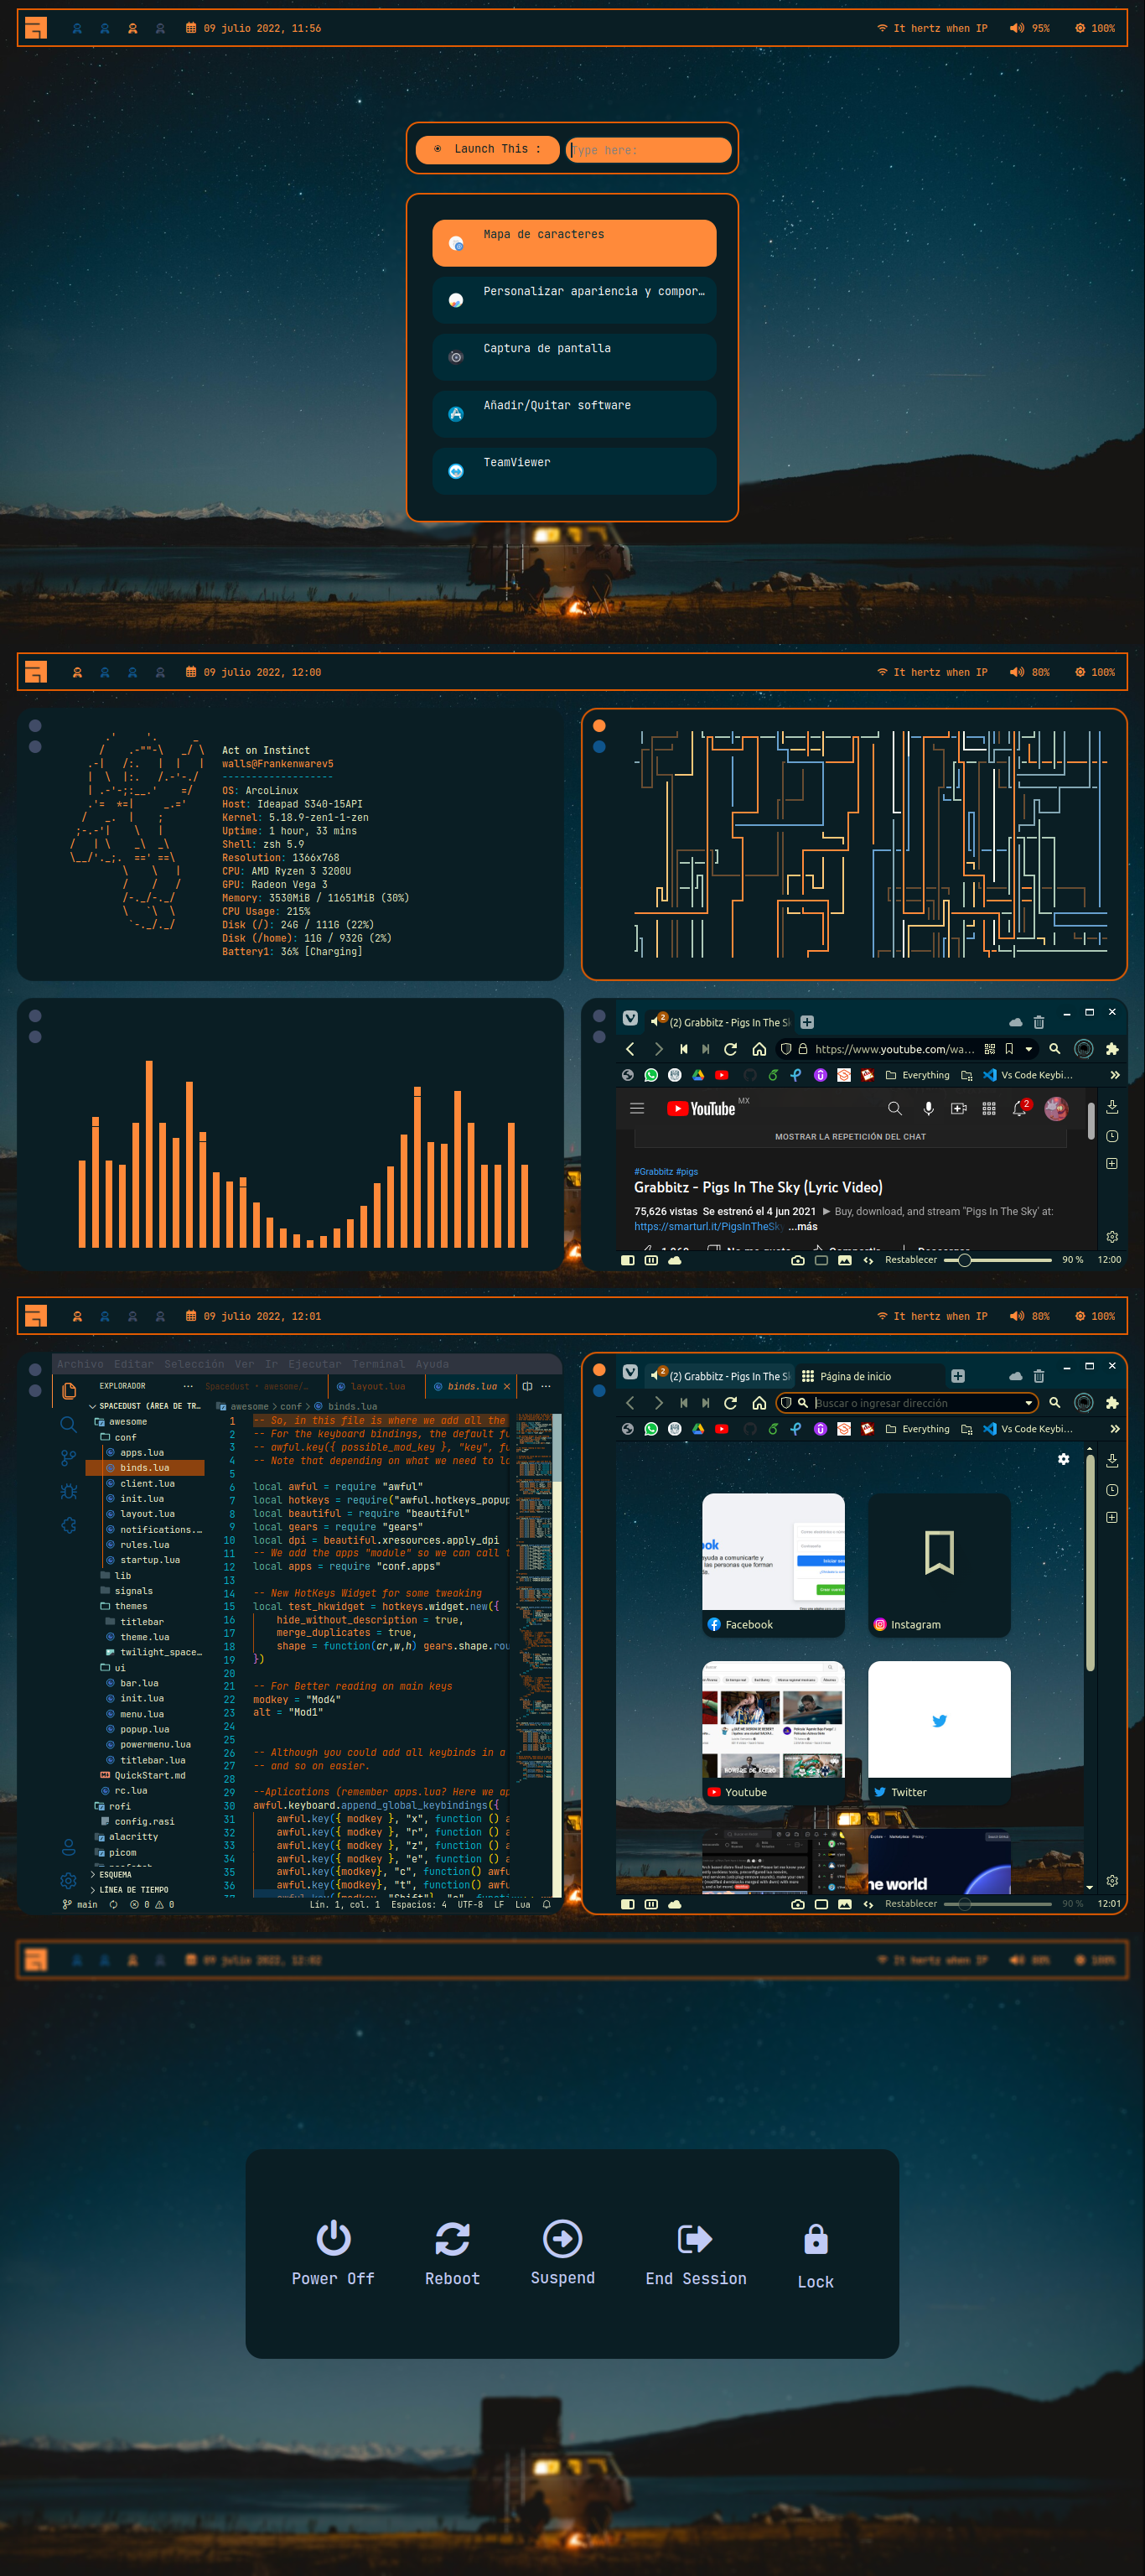 09 julio 2022, 11:56
It hertz when IP
95%
100%
Launch This :
Type here:
Mapa de caracteres
Personalizar apariencia y compor…
Captura de pantalla
Añadir/Quitar software
TeamViewer
09 julio 2022, 12:00
It hertz when IP
80%
100%
Act on Instinct
walls@Frankenwarev5
-------------------
OS: ArcoLinux
Host: Ideapad S340-15API
Kernel: 5.18.9-zen1-1-zen
Uptime: 1 hour, 33 mins
Shell: zsh 5.9
Resolution: 1366x768
CPU: AMD Ryzen 3 3200U
GPU: Radeon Vega 3
Memory: 3530MiB / 11651MiB (30%)
CPU Usage: 215%
Disk (/): 24G / 111G (22%)
Disk (/home): 11G / 932G (2%)
Battery1: 36% [Charging]
2
(2) Grabbitz - Pigs In The Sk
https://www.youtube.com/wa…
Everything
Vs Code Keybi…
YouTube MX
2
MOSTRAR LA REPETICIÓN DEL CHAT
#Grabbitz #pigs
Grabbitz - Pigs In The Sky (Lyric Video)
75,626 vistas Se estrenó el 4 jun 2021 ► Buy, download, and stream "Pigs In The Sky' at:
https://smarturl.it/PigsInTheSky ...más
Restablecer
90 %
12:00
09 julio 2022, 12:01
It hertz when IP
80%
100%
Archivo Editar Selección Ver Ir Ejecutar Terminal Ayuda
EXPLORADOR
Spacedust • awesome/…
layout.lua
binds.lua
SPACEDUST (ÁREA DE TR…
awesome > conf > binds.lua
awesome
conf
apps.lua
binds.lua
client.lua
init.lua
layout.lua
notifications.…
rules.lua
startup.lua
lib
signals
themes
titlebar
theme.lua
twilight_space…
ui
bar.lua
init.lua
menu.lua
popup.lua
powermenu.lua
titlebar.lua
QuickStart.md
rc.lua
rofi
config.rasi
alacritty
picom
ESQUEMA
LÍNEA DE TIEMPO
1 -- So, in this file is where we add all the
2 -- For the keyboard bindings, the default fu
3 -- awful.key({ possible_mod_key }, "key", fu
4 -- Note that depending on what we need to lo
5
6 local awful = require "awful"
7 local hotkeys = require("awful.hotkeys_popup
8 local beautiful = require "beautiful"
9 local gears = require "gears"
10 local dpi = beautiful.xresources.apply_dpi
11 -- We add the apps "module" so we can call t
12 local apps = require "conf.apps"
13
14 -- New HotKeys Widget for some tweaking
15 local test_hkwidget = hotkeys.widget.new({
16 hide_without_description = true,
17 merge_duplicates = true,
18 shape = function(cr,w,h) gears.shape.rou
19 })
20
21 -- For Better reading on main keys
22 modkey = "Mod4"
23 alt = "Mod1"
24
25
26 -- Although you could add all keybinds in a
27 -- and so on easier.
28
29 --Aplications (remember apps.lua? Here we ap
30 awful.keyboard.append_global_keybindings({
31 awful.key({ modkey }, "x", function () a
32 awful.key({ modkey }, "r", function () a
33 awful.key({ modkey }, "z", function () a
34 awful.key({ modkey }, "e", function () a
35 awful.key({modkey}, "c", function() awfu
36 awful.key({modkey}, "t", function() awfu
main
0
0
Lín. 1, col. 1
Espacios: 4
UTF-8
LF
Lua
2
(2) Grabbitz - Pigs In The Sk
Página de inicio
Buscar o ingresar dirección
Everything
Vs Code Keybi…
Facebook
Instagram
Youtube
Twitter
ne world
Restablecer
90 %
12:01
09 julio 2022, 12:02
It hertz when IP
80%
100%
Power Off
Reboot
Suspend
End Session
Lock